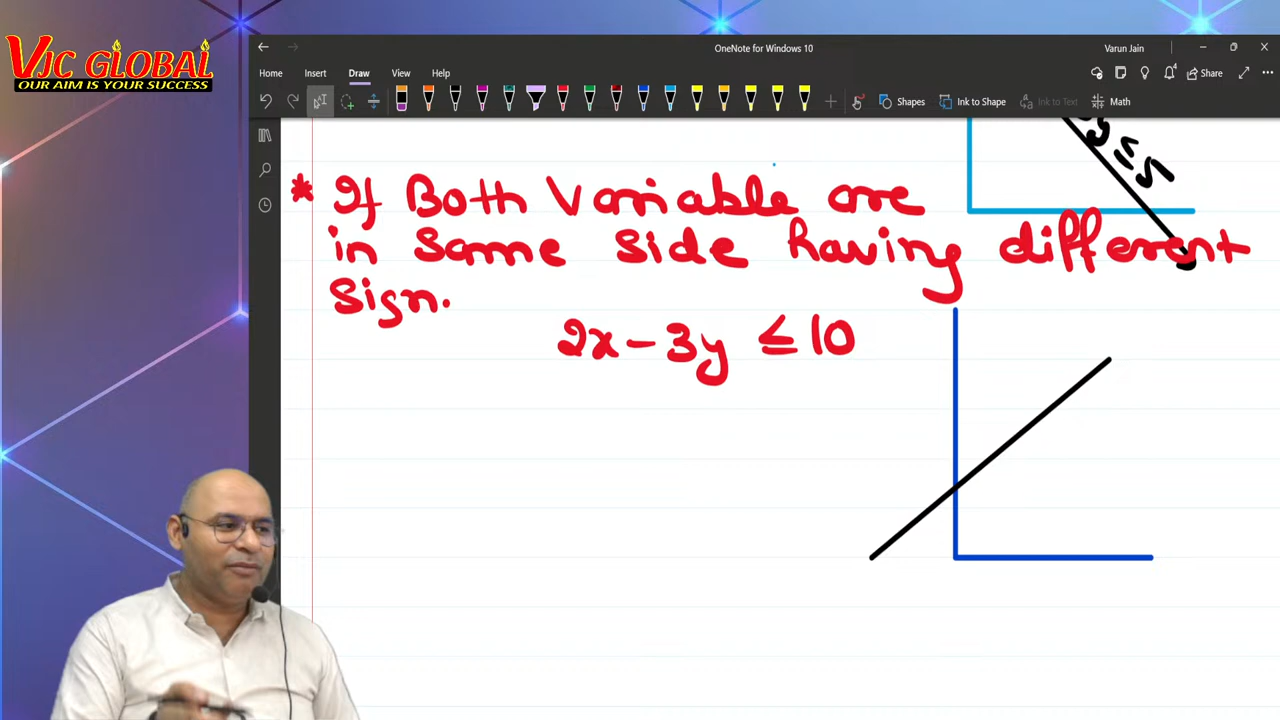 VJC GLOBAL
OUR AIM IS YOUR SUCCESS
OneNote for Windows 10
Varun Jain
Home Insert Draw View Help
Share
Shapes Ink to Shape Ink to Text Math
y ≤ 5
* If Both Variable are
in Same Side having different
Sign.
2x - 3y ≤ 10